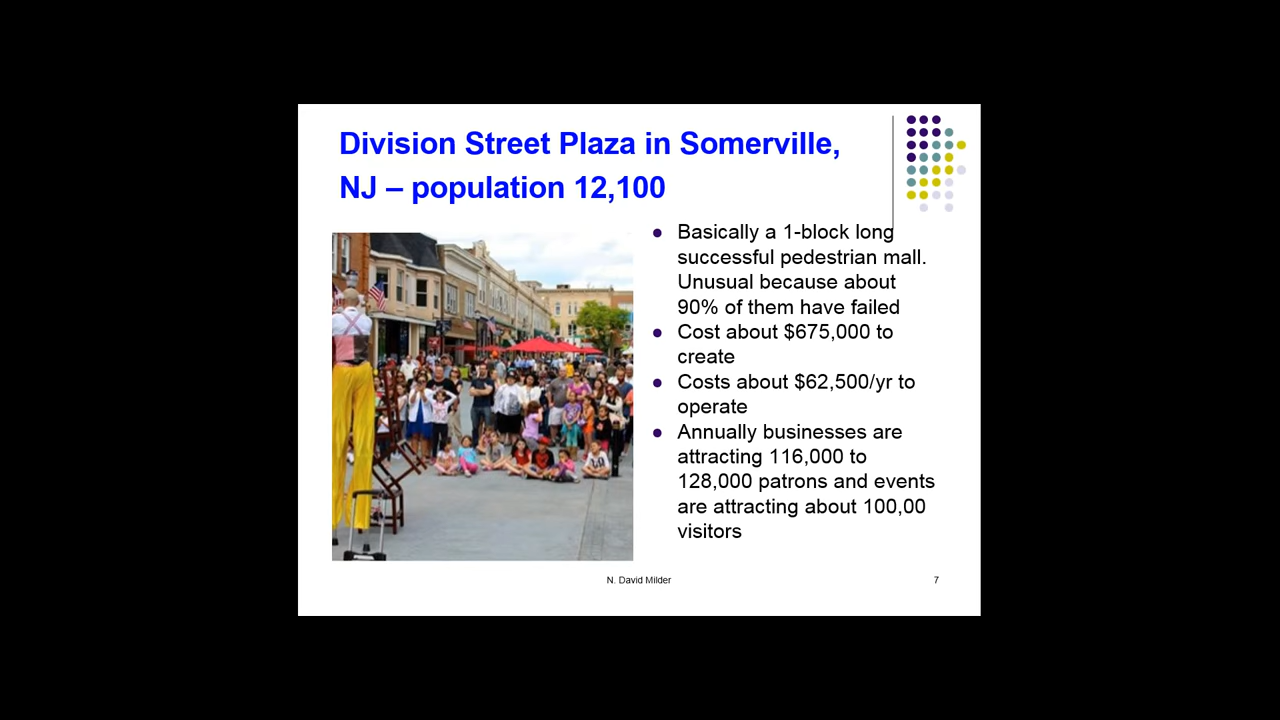 Division Street Plaza in Somerville,
NJ – population 12,100
● Basically a 1-block long
successful pedestrian mall.
Unusual because about
90% of them have failed
● Cost about $675,000 to
create
● Costs about $62,500/yr to
operate
● Annually businesses are
attracting 116,000 to
128,000 patrons and events
are attracting about 100,00
visitors
N. David Milder
7